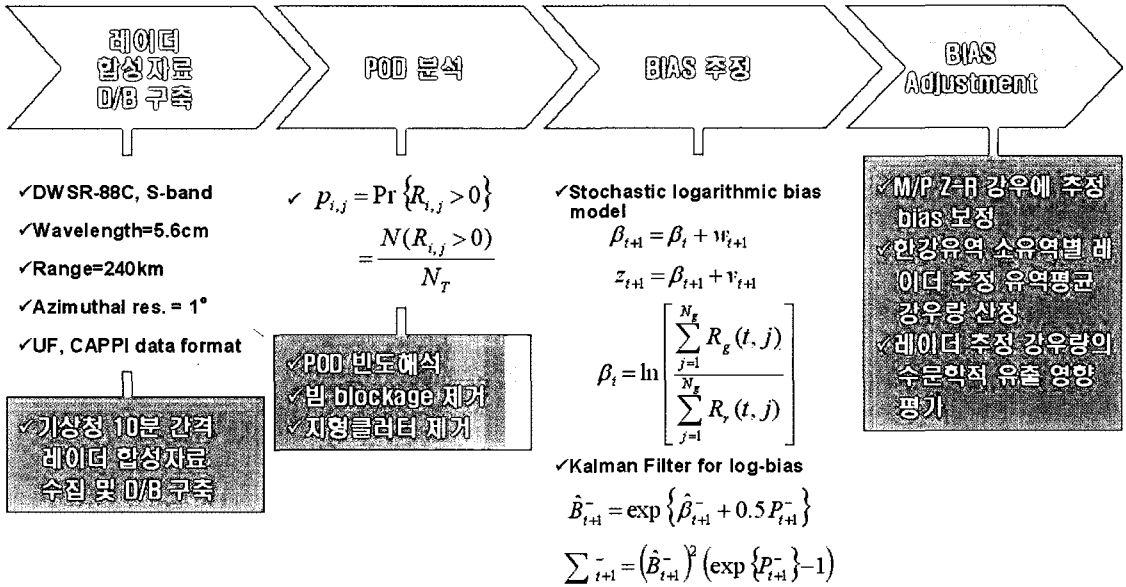 레이더
합성자료
D/B 구축
✓DWSR-88C, S-band
✓Wavelength=5.6cm
✓Range=240km
✓Azimuthal res. = 1°
✓UF, CAPPI data format
✓기상청 10분 간격
레이더 합성자료
수집 및 D/B 구축
POD 분석
✓ p_{i,j} = Pr {R_{i,j} > 0}
= N(R_{i,j} > 0) / N_T
✓POD 빈도해석
✓빔 blockage 제거
✓지형클러터 제거
BIAS 추정
✓Stochastic logarithmic bias
model
β_{t+1} = β_t + w_{t+1}
z_{t+1} = β_{t+1} + v_{t+1}
β_t = ln [ ∑_{j=1}^{N_g} R_g (t, j) / ∑_{j=1}^{N_g} R_r (t, j) ]
✓Kalman Filter for log-bias
B̂^-_{t+1} = exp {β̂^-_{t+1} + 0.5 P^-_{t+1}}
∑^-_{t+1} = (B̂^-_{t+1})^2 (exp {P^-_{t+1}} −1)
BIAS
Adjustment
✓M/P Z-R 강우에 추정
bias 보정
✓한강유역 소유역별 레
이더 추정 유역평균
강우량 산정
✓레이더 추정 강우량의
수문학적 유출 영향
평가